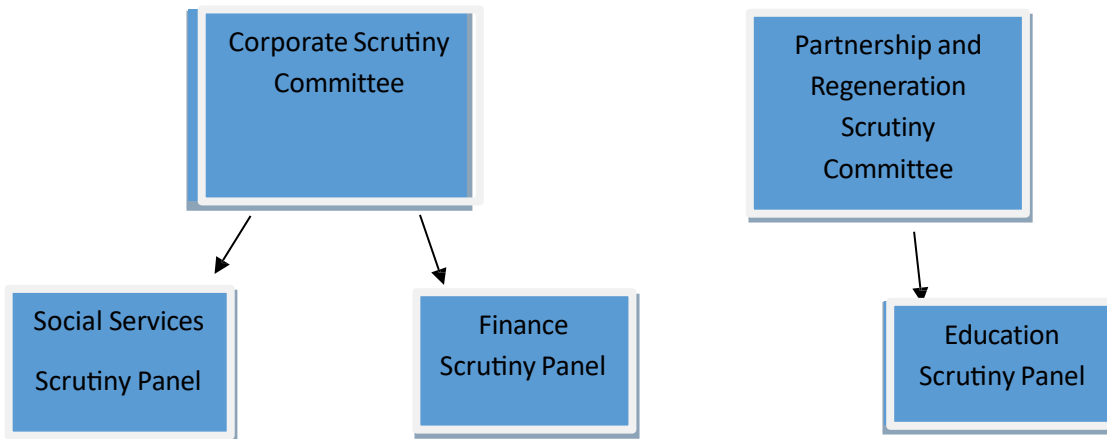 Corporate Scrutiny
Committee
Partnership and
Regeneration
Scrutiny
Committee
Social Services
Scrutiny Panel
Finance
Scrutiny Panel
Education
Scrutiny Panel